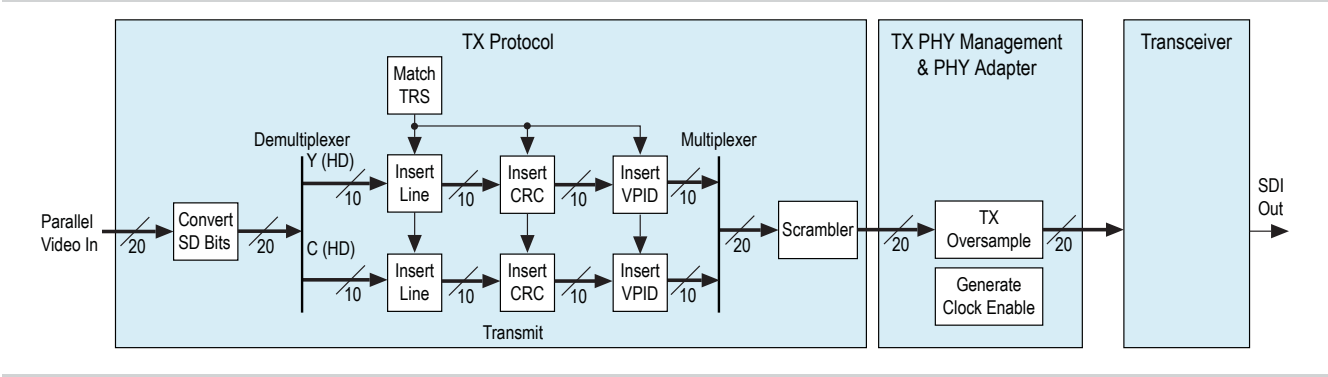 TX Protocol
TX PHY Management
& PHY Adapter
Transceiver
Match
TRS
Demultiplexer
Multiplexer
Y (HD)
Insert
Line
Insert
CRC
Insert
VPID
10
10
10
10
Parallel
Video In
20
Convert
SD Bits
20
20
Scrambler
20
TX
Oversample
20
SDI
Out
C (HD)
Insert
Line
Insert
CRC
Insert
VPID
10
10
10
10
Generate
Clock Enable
Transmit